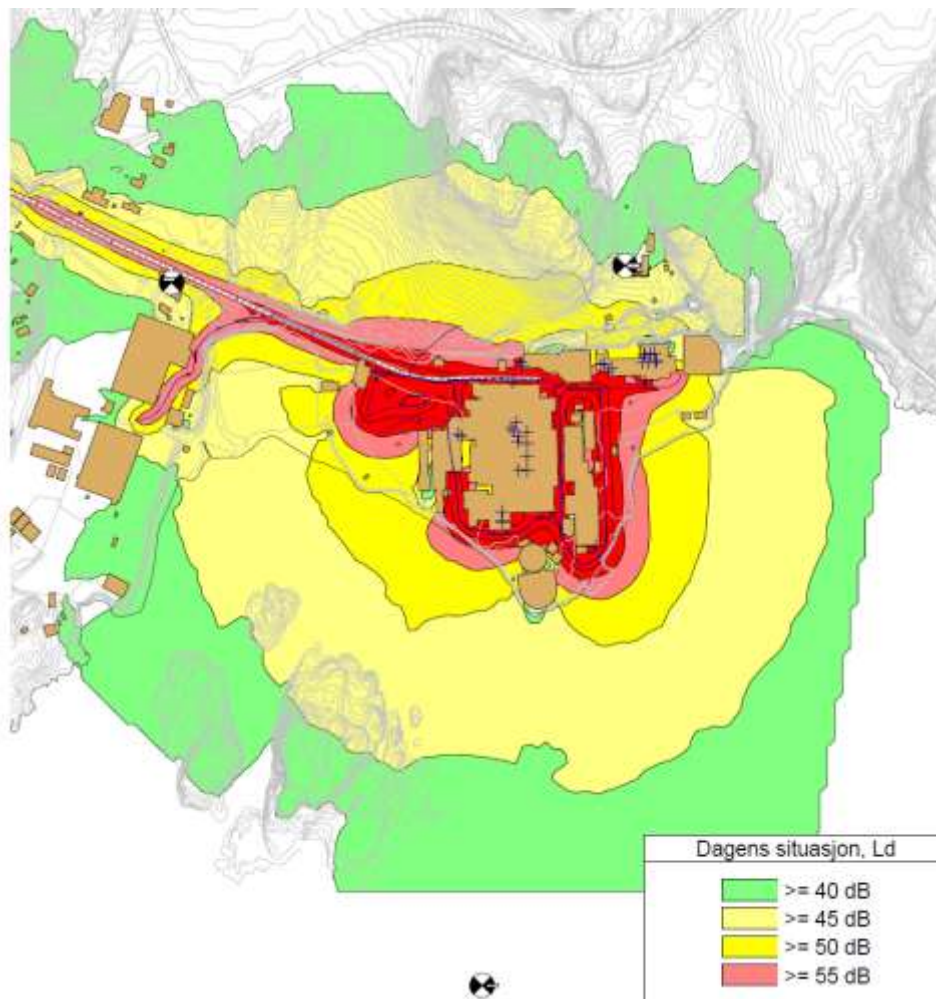 Dagens situasjon, Ld
>= 40 dB
>= 45 dB
>= 50 dB
>= 55 dB